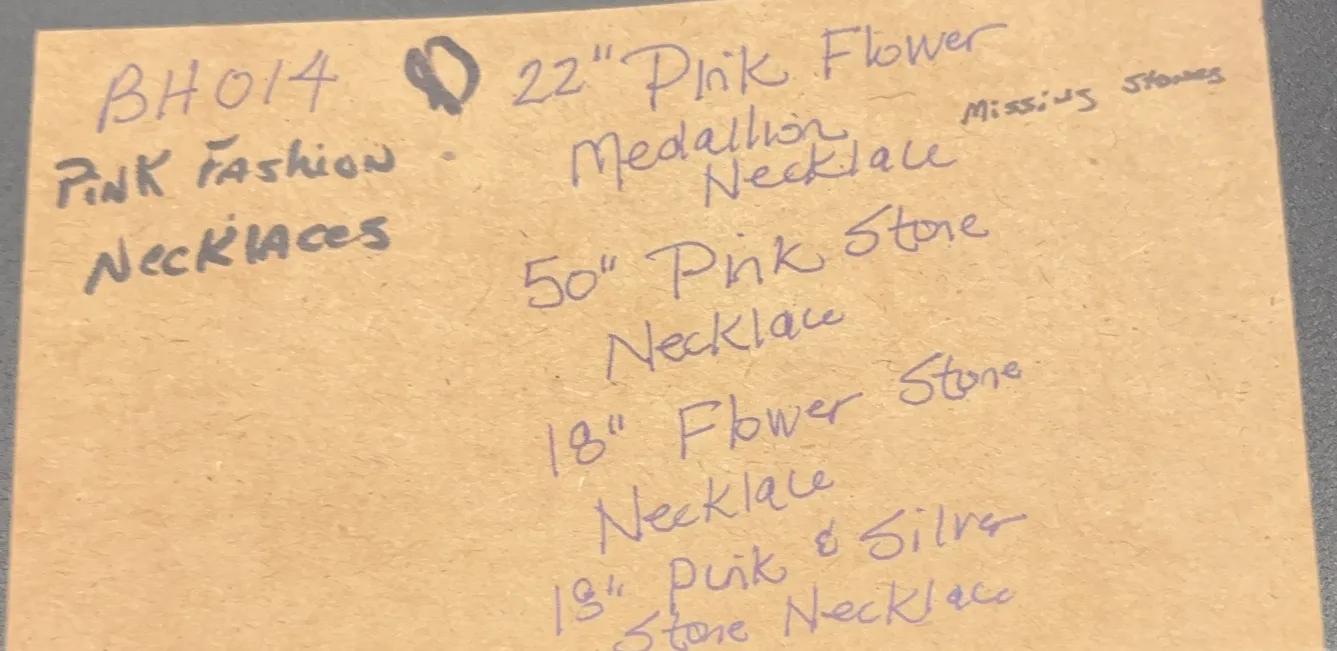 BH014
PINK FASHION
NECKLACES
22" Pink Flower
Medallion
Necklace
Missing Stones
50" Pink Stone
Necklace
18" Flower Stone
Necklace
18" Pink & Silver
Stone Necklace